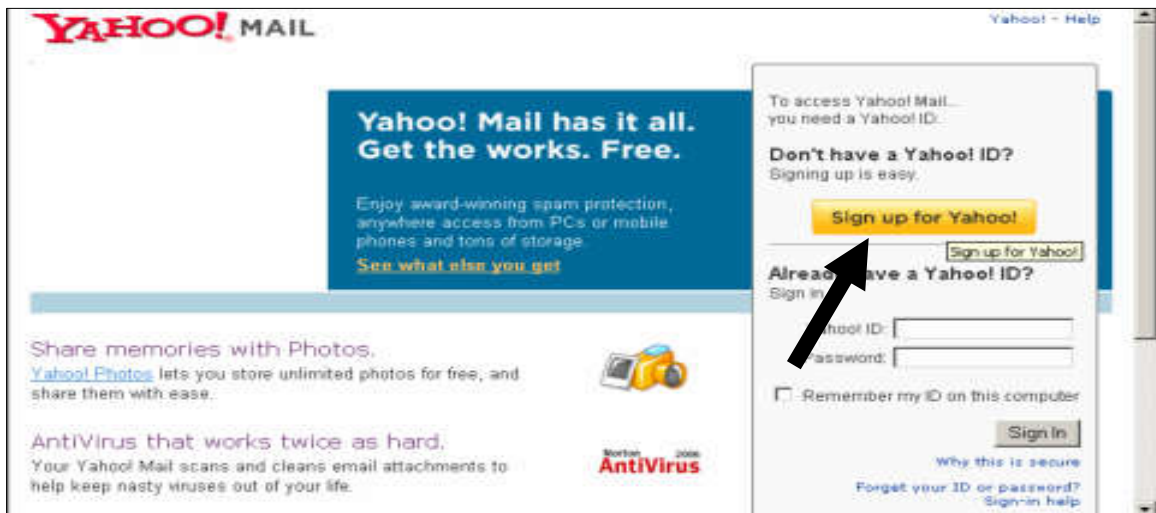 YAHOO! MAIL
Yahoo! - Help
Yahoo! Mail has it all.
Get the works. Free.
Enjoy award-winning spam protection,
anywhere access from PCs or mobile
phones and tons of storage.
See what else you get
To access Yahoo! Mail...
you need a Yahoo! ID.
Don't have a Yahoo! ID?
Signing up is easy.
Sign up for Yahoo!
Sign up for Yahoo!
have a Yahoo! ID?
Sign in
ID:
Password:
Remember my ID on this computer
Sign In
Why this is secure
Forget your ID or password?
Sign-in help
Share memories with Photos.
Yahoo! Photos lets you store unlimited photos for free, and
share them with ease.
AntiVirus that works twice as hard.
Your Yahoo! Mail scans and cleans email attachments to
help keep nasty viruses out of your life.
Norton 2006
AntiVirus